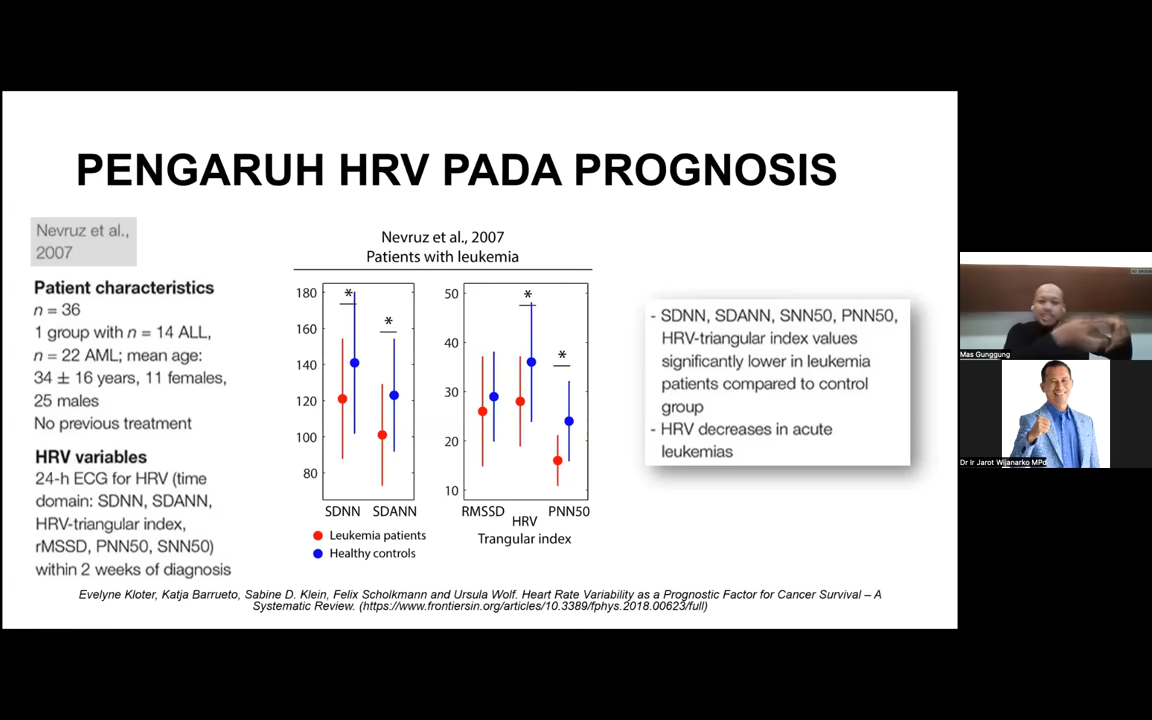 PENGARUH HRV PADA PROGNOSIS
Nevruz et al.,
2007
Patient characteristics
n = 36
1 group with n = 14 ALL,
n = 22 AML; mean age:
34 ± 16 years, 11 females,
25 males
No previous treatment
HRV variables
24-h ECG for HRV (time
domain: SDNN, SDANN,
HRV-triangular index,
rMSSD, PNN50, SNN50)
within 2 weeks of diagnosis
Nevruz et al., 2007
Patients with leukemia
180
160
140
120
100
80
* *
SDNN SDANN
50
40
30
20
10
* *
RMSSD HRV PNN50
Trangular index
Leukemia patients
Healthy controls
- SDNN, SDANN, SNN50, PNN50,
HRV-triangular index values
significantly lower in leukemia
patients compared to control
group
- HRV decreases in acute
leukemias
Evelyne Kloter, Katja Barrueto, Sabine D. Klein, Felix Scholkmann and Ursula Wolf. Heart Rate Variability as a Prognostic Factor for Cancer Survival – A
Systematic Review. (https://www.frontiersin.org/articles/10.3389/fphys.2018.00623/full)
Mas Gunggung
Dr Ir Jarot Wijanarko MPd